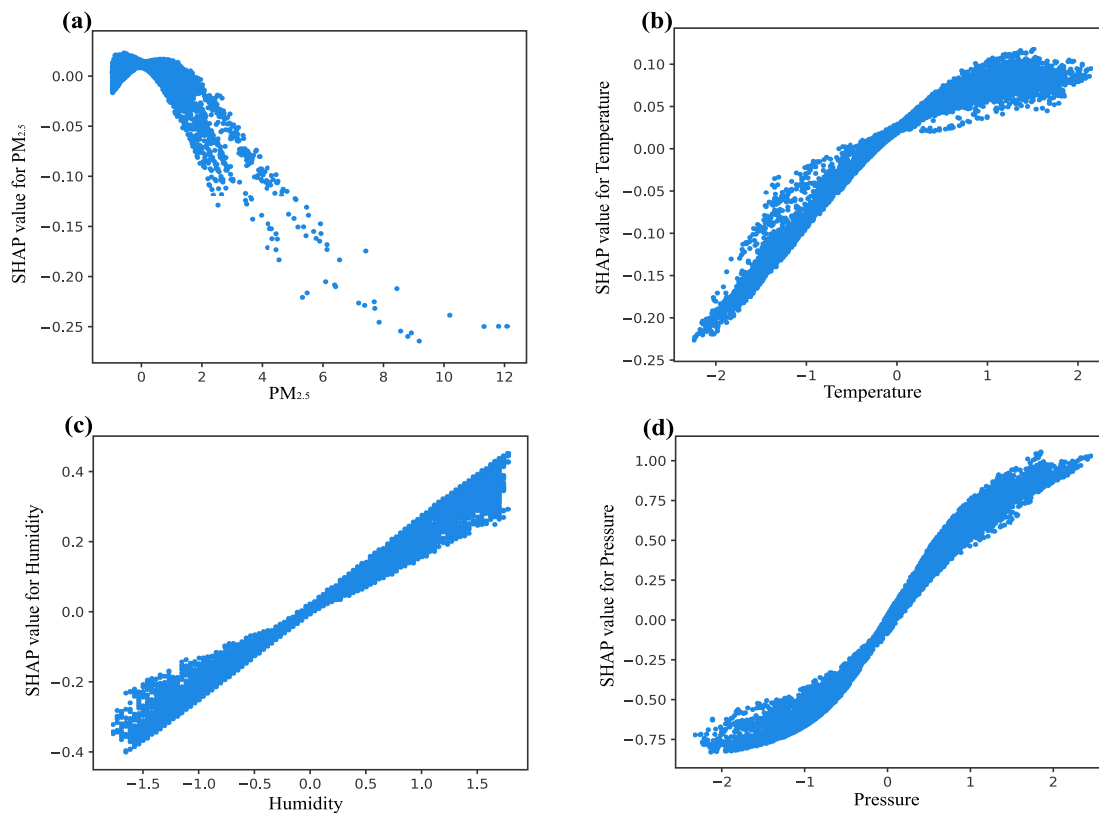 (a)
SHAP value for PM2.5
0.00
−0.05
−0.10
−0.15
−0.20
−0.25
0 2 4 6 8 10 12
PM2.5
(b)
SHAP value for Temperature
0.10
0.05
0.00
−0.05
−0.10
−0.15
−0.20
−0.25
−2 −1 0 1 2
Temperature
(c)
SHAP value for Humidity
0.4
0.2
0.0
−0.2
−0.4
−1.5 −1.0 −0.5 0.0 0.5 1.0 1.5
Humidity
(d)
SHAP value for Pressure
1.00
0.75
0.50
0.25
0.00
−0.25
−0.50
−0.75
−2 −1 0 1 2
Pressure